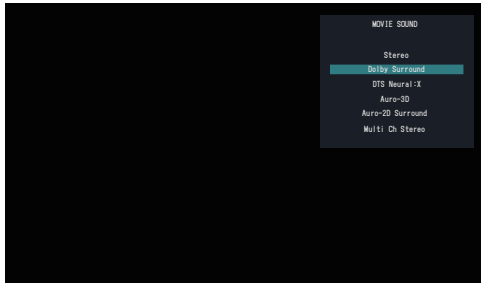 MOVIE SOUND
Stereo
Dolby Surround
DTS Neural:X
Auro-3D
Auro-2D Surround
Multi Ch Stereo